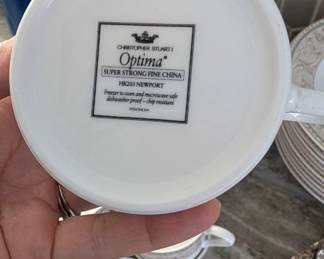 CHRISTOPHER STUART
Optima®
SUPER STRONG FINE CHINA
HK203 NEWPORT
Freezer to oven and microwave safe
dishwasher proof – chip resistant
INDONESIA